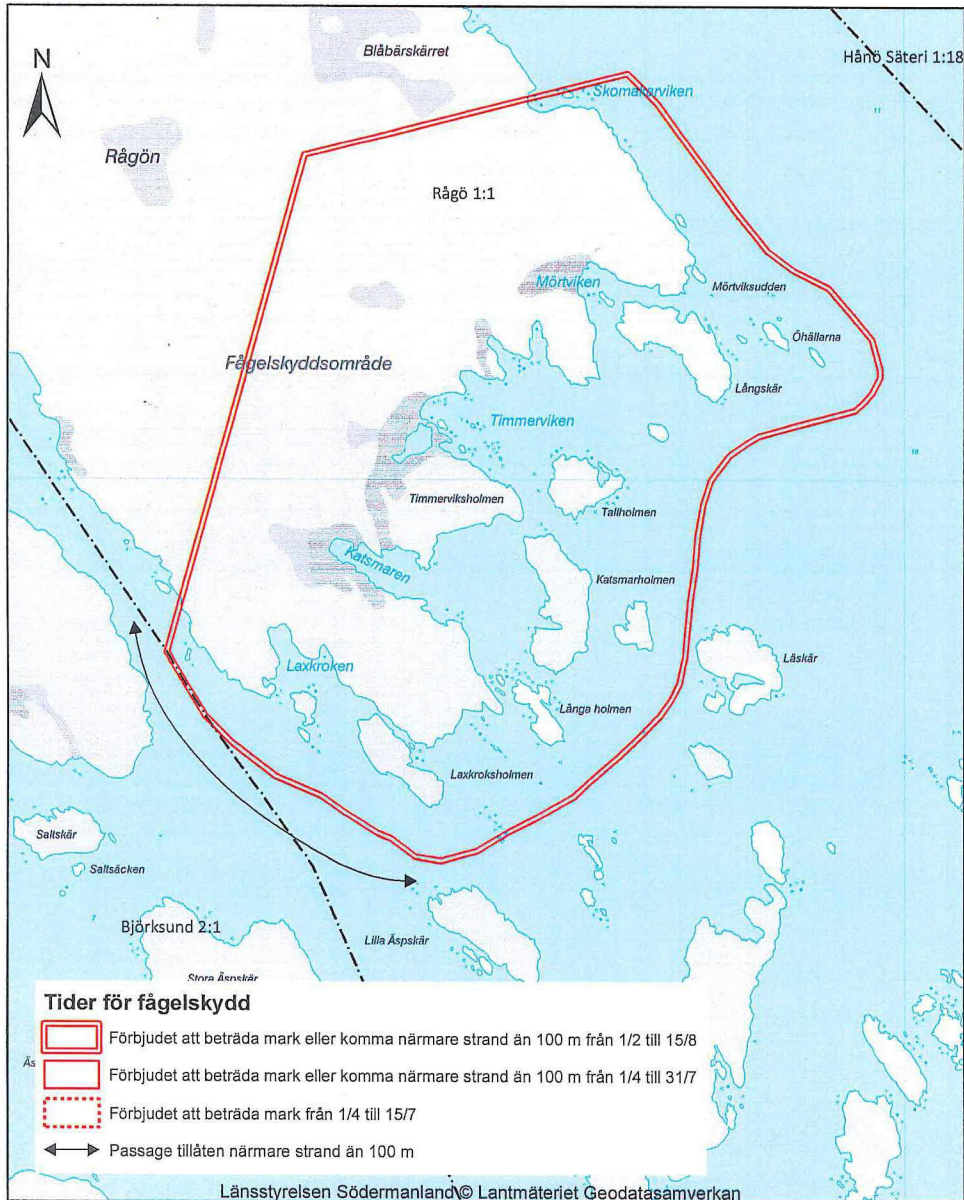 Blåbärskärret
Hånö Säteri 1:18
N
Skomakarviken
Rågön
Rågö 1:1
Mörtviken
Mörtviksudden
Öhällarna
Fågelskyddsområde
Långskär
Timmerviken
Timmerviksholmen
Tallholmen
Katsmaren
Katsmarholmen
Laxkroken
Läskär
Långa holmen
Laxkroksholmen
Saltskär
Saltsäcken
Björksund 2:1
Lilla Äspskär
Stora Äspskär
Tider för fågelskydd
Förbjudet att beträda mark eller komma närmare strand än 100 m från 1/2 till 15/8
Äs
Förbjudet att beträda mark eller komma närmare strand än 100 m från 1/4 till 31/7
Förbjudet att beträda mark från 1/4 till 15/7
Passage tillåten närmare strand än 100 m
Länsstyrelsen Södermanland © Lantmäteriet Geodatasamverkan